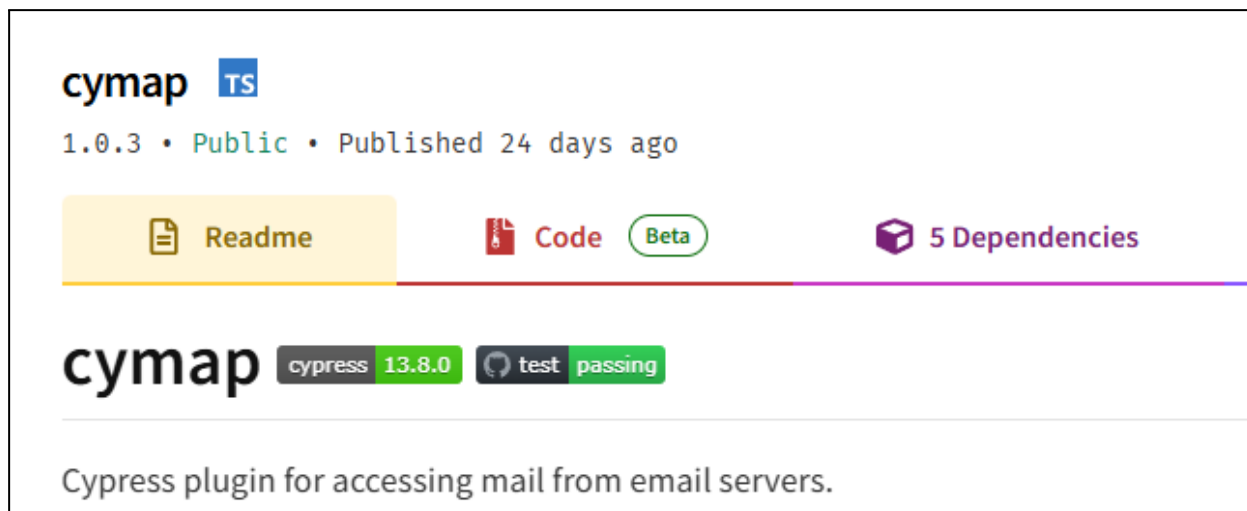 cymap TS
1.0.3 • Public • Published 24 days ago
Readme Code Beta 5 Dependencies
cymap cypress 13.8.0 test passing
Cypress plugin for accessing mail from email servers.